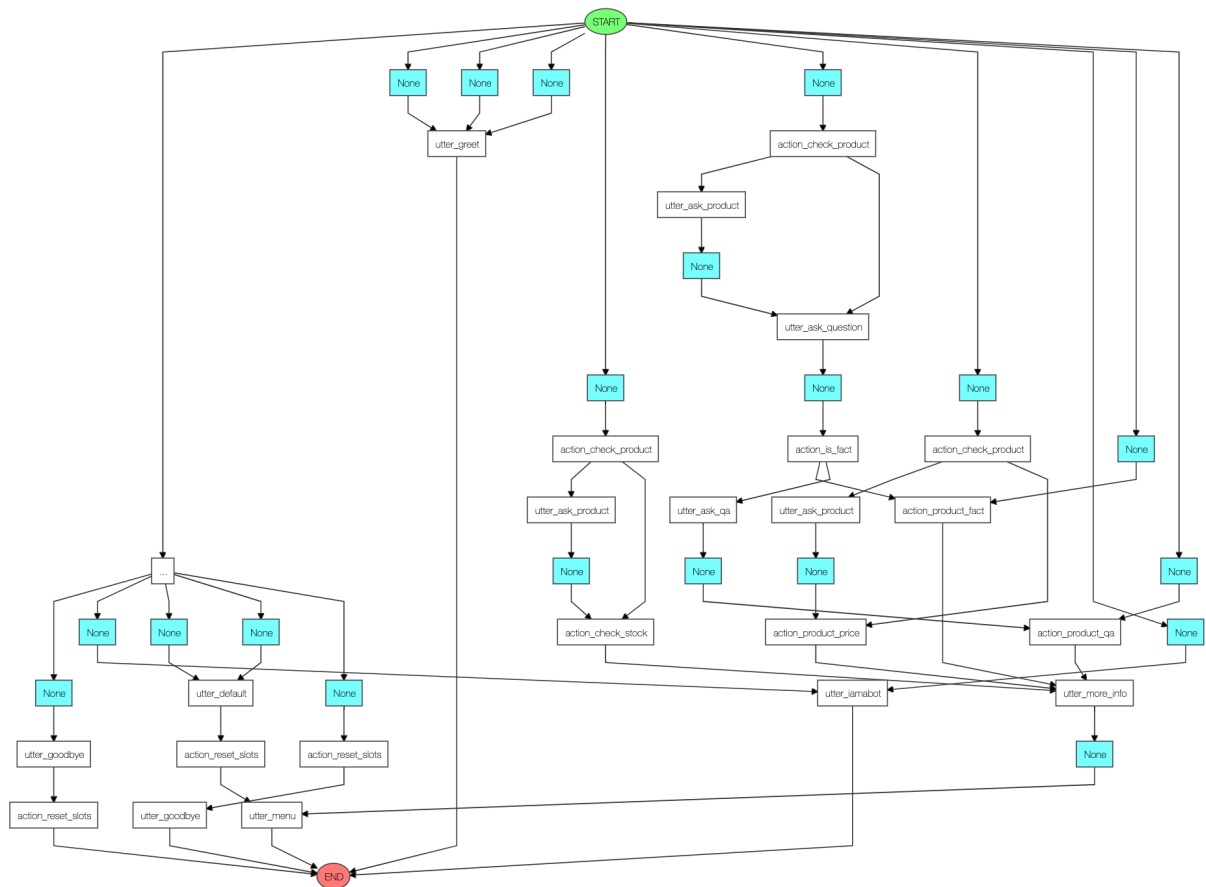 START
None
None
None
None
utter_greet
action_check_product
utter_ask_product
None
utter_ask_question
None
None
None
action_check_product
action_is_fact
action_check_product
None
utter_ask_product
utter_ask_qa
utter_ask_product
action_product_fact
...
None
None
None
None
None
None
None
action_check_stock
action_product_price
action_product_qa
None
None
utter_default
None
utter_iamabot
utter_more_info
utter_goodbye
action_reset_slots
action_reset_slots
None
action_reset_slots
utter_goodbye
utter_menu
END